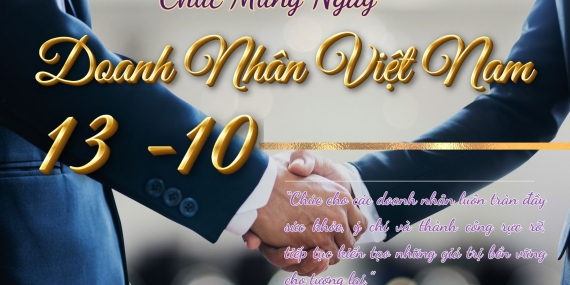 Chúc Mừng Ngày
Doanh Nhân Việt Nam
13 -10
"Chúc cho các doanh nhân luôn tràn đầy
sức khỏe, ý chí và thành công rực rỡ,
tiếp tục kiến tạo những giá trị bền vững
cho tương lai."